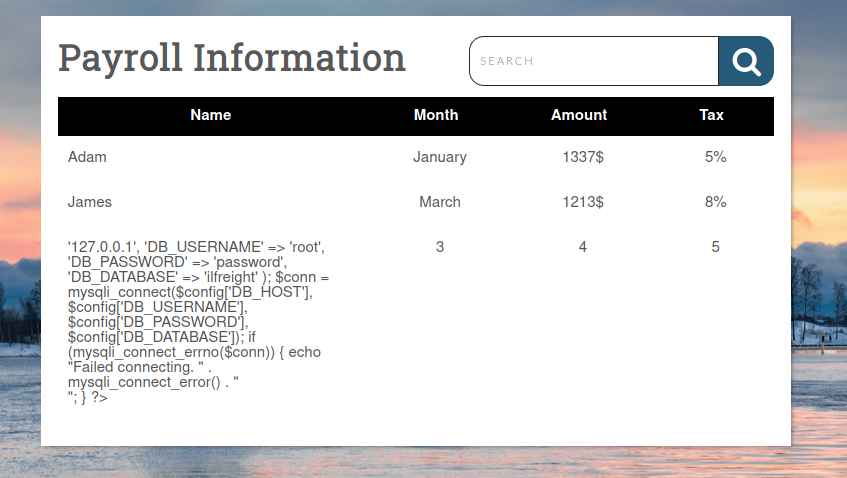 Payroll Information
SEARCH
Name Month Amount Tax
Adam January 1337$ 5%
James March 1213$ 8%
'127.0.0.1', 'DB_USERNAME' => 'root', 3 4 5
'DB_PASSWORD' => 'password',
'DB_DATABASE' => 'ilfreight' ); $conn =
mysqli_connect($config['DB_HOST'],
$config['DB_USERNAME'],
$config['DB_PASSWORD'],
$config['DB_DATABASE']); if
(mysqli_connect_errno($conn)) { echo
"Failed connecting. " .
mysqli_connect_error() . "
"; } ?>